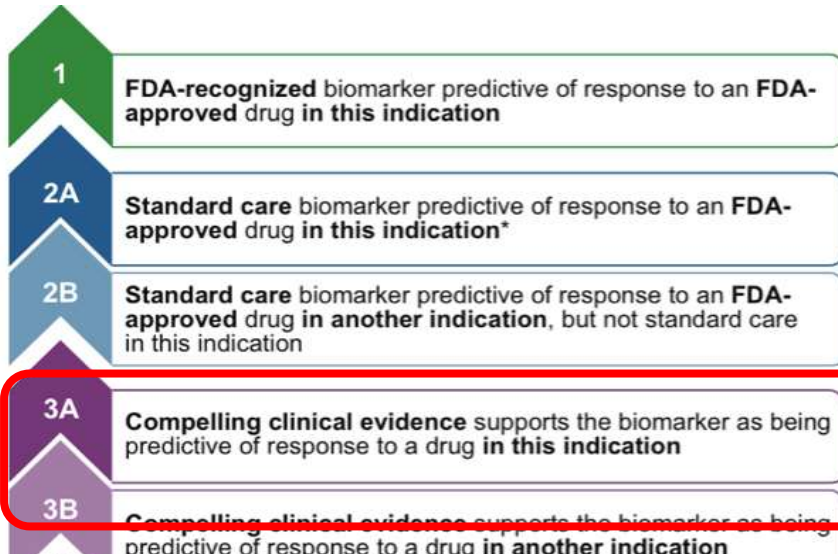 1
FDA-recognized biomarker predictive of response to an FDA-
approved drug in this indication
2A
Standard care biomarker predictive of response to an FDA-
approved drug in this indication*
2B
Standard care biomarker predictive of response to an FDA-
approved drug in another indication, but not standard care
in this indication
3A
Compelling clinical evidence supports the biomarker as being
predictive of response to a drug in this indication
3B
Compelling clinical evidence supports the biomarker as being
predictive of response to a drug in another indication